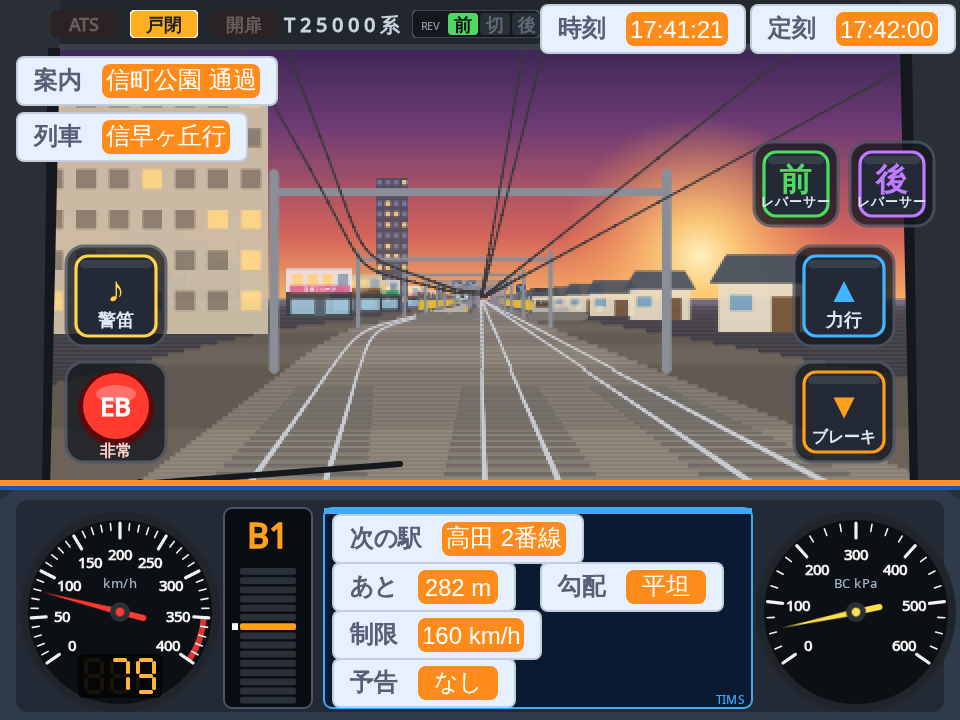 ATS 戸閉 開扉 T25000系 REV 前 切 後 時刻 17:41:21 定刻 17:42:00
案内 信町公園 通過
列車 信早ヶ丘行
前 レバーサー
後 レバーサー
♪ 警笛
▲ 力行
EB 非常
▼ ブレーキ
0 50 100 150 200 250 300 350 400
km/h
79
B1
次の駅 高田 2番線
あと 282 m 勾配 平坦
制限 160 km/h
予告 なし
TIMS
0 100 200 300 400 500 600
BC kPa